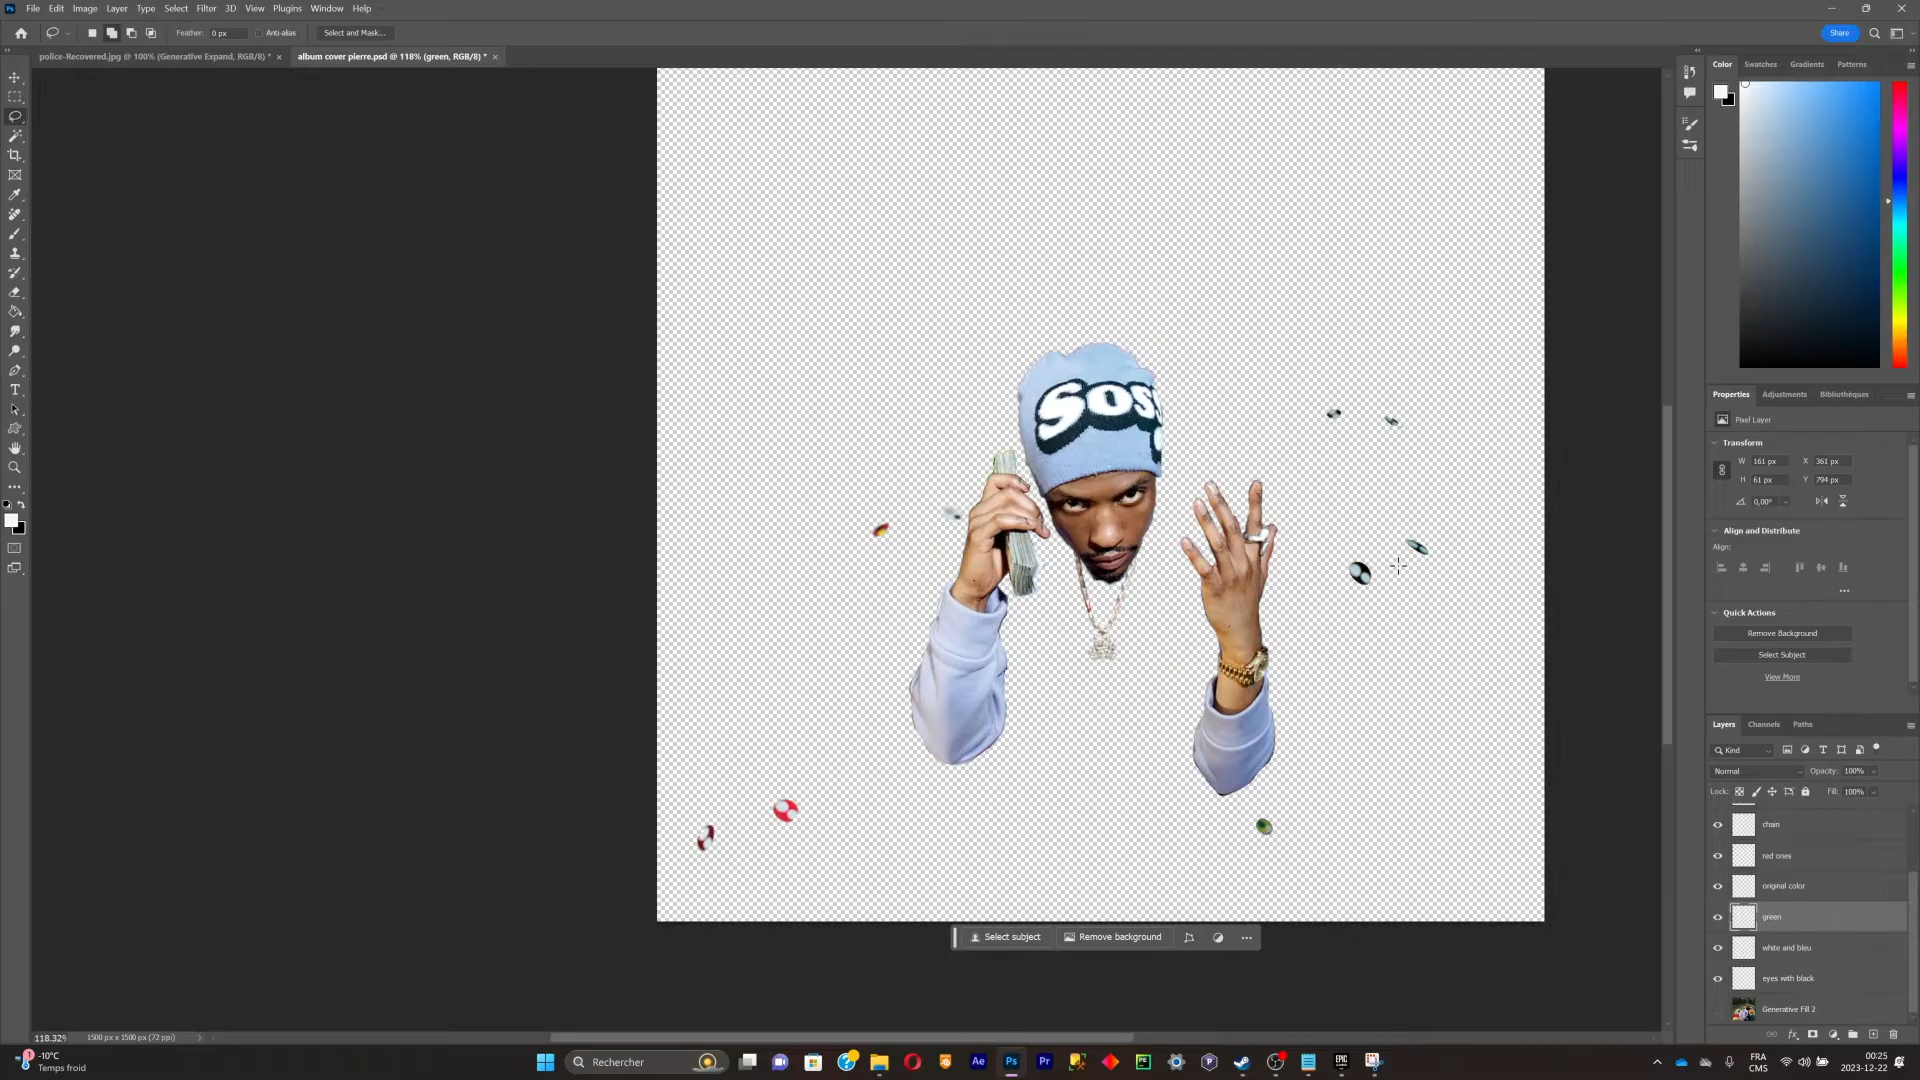 File Edit Image Layer Type Select Filter 3D View Plugins Window Help
Feather: 0 px Anti-alias Select and Mask... Share
police-Recovered.jpg @ 100% (Generative Expand, RGB/8) * × album cover pierre.psd @ 118% (green, RGB/8) * ×
Color Swatches Gradients Patterns
SOSS
Properties Adjustments Bibliothèques
Pixel Layer
Transform
W 161 px X 361 px
H 61 px Y 794 px
0,00°
Align and Distribute
Align:
Quick Actions
Remove Background
Select Subject
View More
Layers Channels Paths
Kind
Normal Opacity: 100%
Lock: Fill: 100%
chain
red ones
original color
green
white and bleu
eyes with black
Generative Fill 2
Select subject Remove background
118.32% 1500 px x 1500 px (72 ppi)
-10°C
Temps froid
Rechercher
FRA
CMS
00:25
2023-12-22